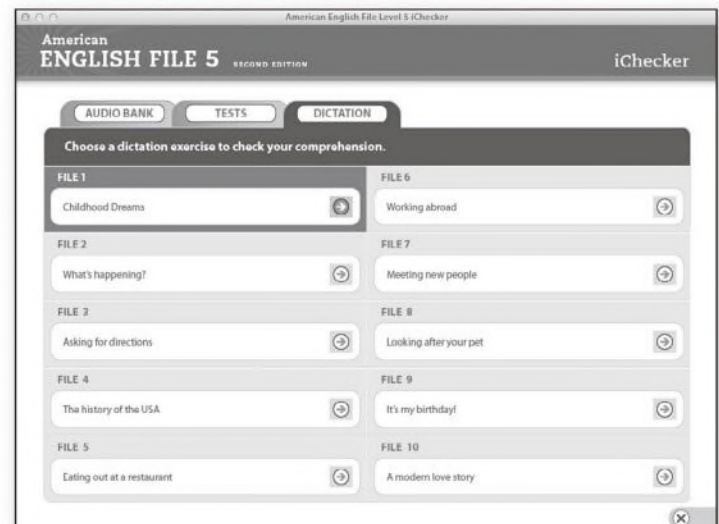 American English File Level 5 iChecker
American
ENGLISH FILE 5 SECOND EDITION
iChecker
AUDIO BANK
TESTS
DICTATION
Choose a dictation exercise to check your comprehension.
FILE 1
Childhood Dreams
FILE 2
What's happening?
FILE 3
Asking for directions
FILE 4
The history of the USA
FILE 5
Eating out at a restaurant
FILE 6
Working abroad
FILE 7
Meeting new people
FILE 8
Looking after your pet
FILE 9
It's my birthday!
FILE 10
A modern love story